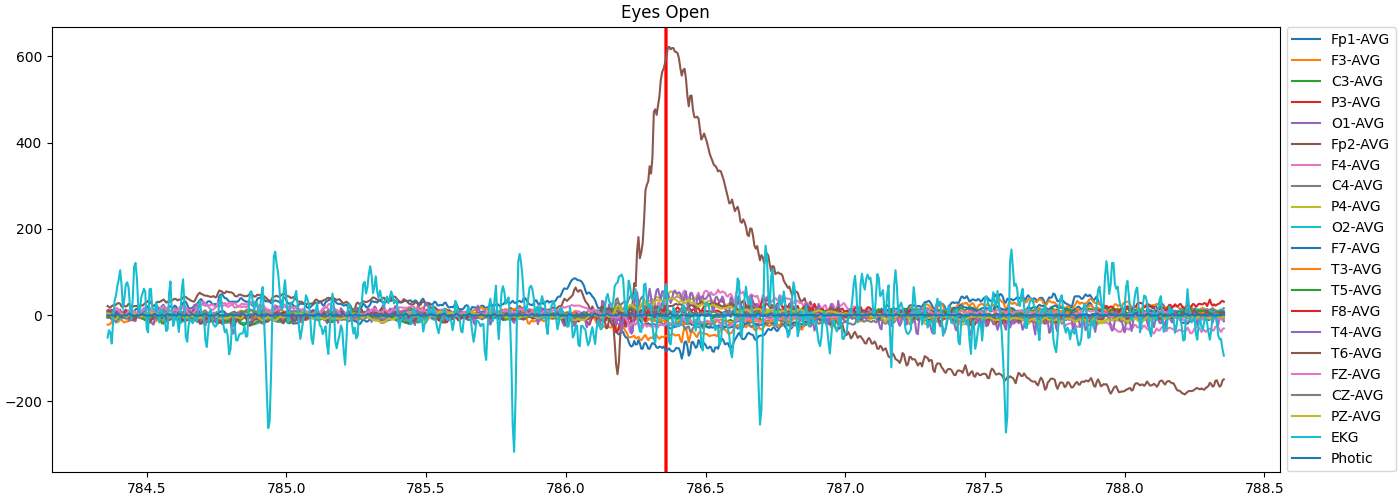 Eyes Open
600
400
200
0
−200
784.5 785.0 785.5 786.0 786.5 787.0 787.5 788.0 788.5
Fp1-AVG
F3-AVG
C3-AVG
P3-AVG
O1-AVG
Fp2-AVG
F4-AVG
C4-AVG
P4-AVG
O2-AVG
F7-AVG
T3-AVG
T5-AVG
F8-AVG
T4-AVG
T6-AVG
FZ-AVG
CZ-AVG
PZ-AVG
EKG
Photic